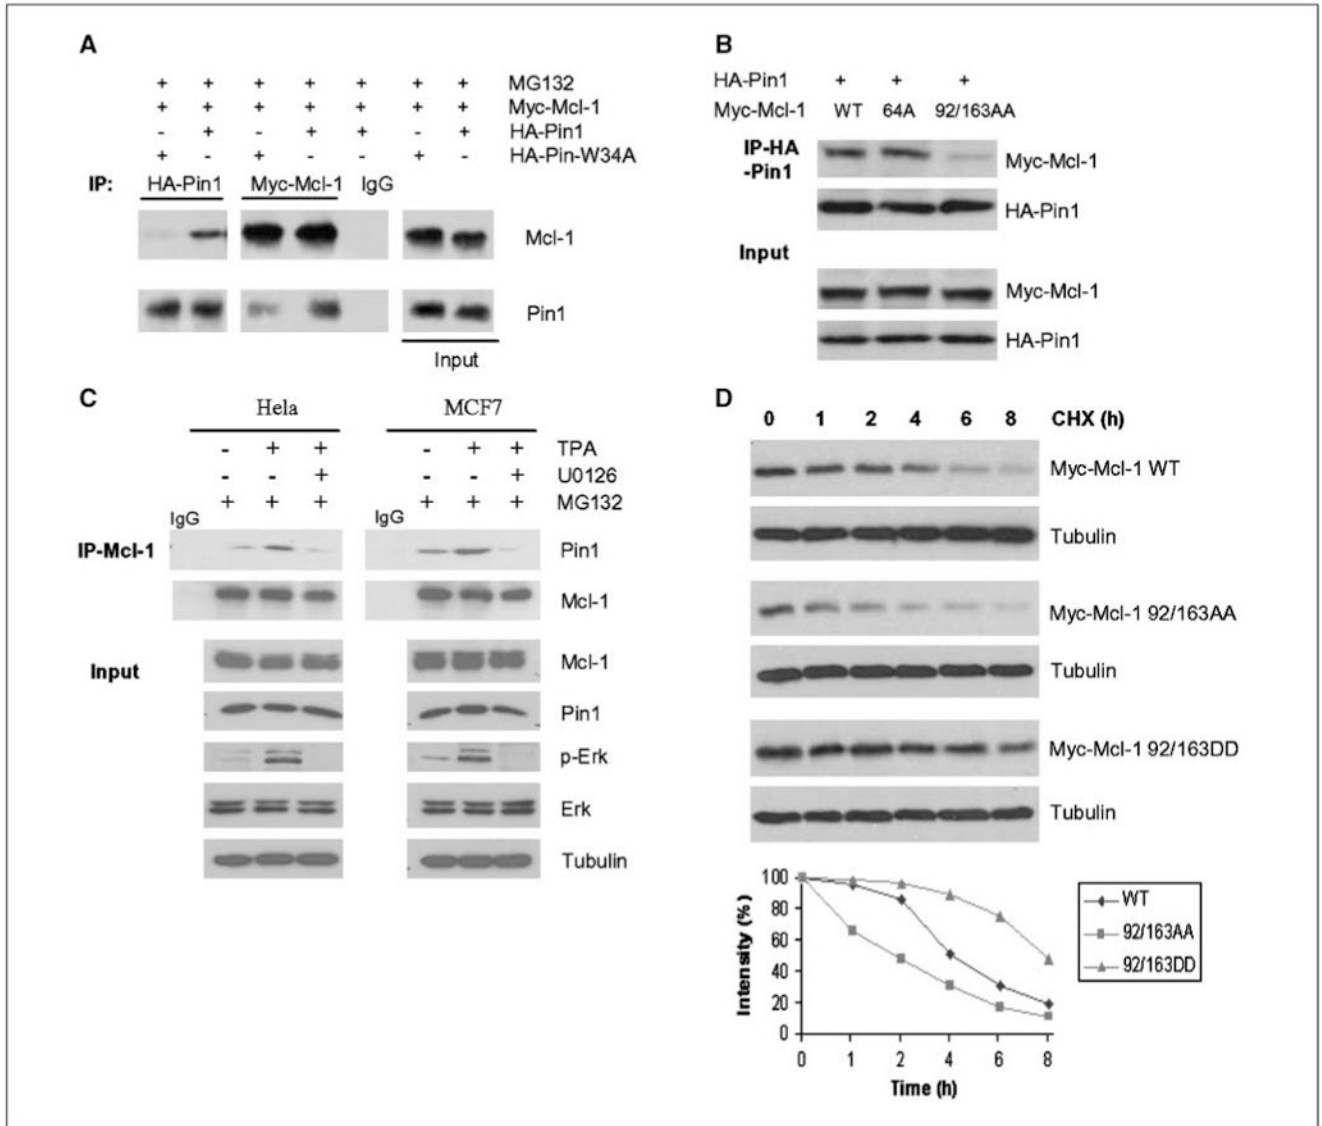 A
+ + + + + + + MG132
+ + + + + + + Myc-Mcl-1
- + - + + - + HA-Pin1
+ - + - - + - HA-Pin-W34A
IP: HA-Pin1 Myc-Mcl-1 IgG
Mcl-1
Pin1
Input
B
HA-Pin1 + + +
Myc-Mcl-1 WT 64A 92/163AA
IP-HA
-Pin1
Myc-Mcl-1
HA-Pin1
Input
Myc-Mcl-1
HA-Pin1
C
Hela MCF7
- + + - + + TPA
- - + - - + U0126
+ + + + + + MG132
IgG IgG
IP-Mcl-1 Pin1
Mcl-1
Input Mcl-1
Pin1
p-Erk
Erk
Tubulin
D
0 1 2 4 6 8 CHX (h)
Myc-Mcl-1 WT
Tubulin
Myc-Mcl-1 92/163AA
Tubulin
Myc-Mcl-1 92/163DD
Tubulin
Intensity (%)
100
80
60
40
20
0
0 1 2 4 6 8
Time (h)
WT
92/163AA
92/163DD